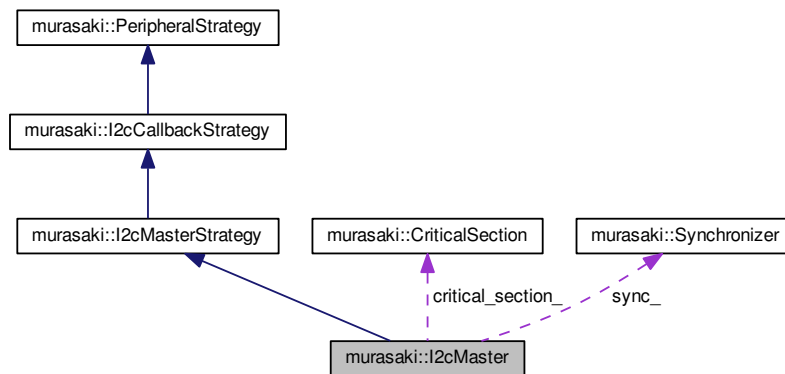 murasaki::PeripheralStrategy
murasaki::I2cCallbackStrategy
murasaki::I2cMasterStrategy
murasaki::CriticalSection
murasaki::Synchronizer
critical_section_
sync_
murasaki::I2cMaster